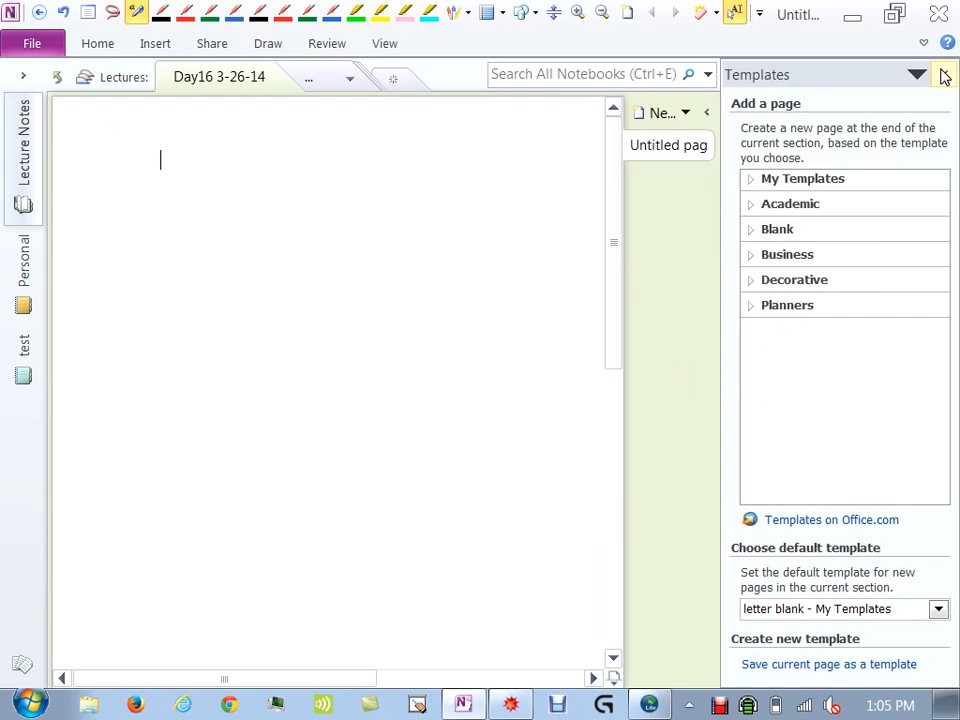 Untitl...
File
Home
Insert
Share
Draw
Review
View
Lectures:
Day16 3-26-14
...
Search All Notebooks (Ctrl+E)
Templates
Lecture Notes
Personal
test
Ne...
Untitled pag
Add a page
Create a new page at the end of the
current section, based on the template
you choose.
My Templates
Academic
Blank
Business
Decorative
Planners
Templates on Office.com
Choose default template
Set the default template for new
pages in the current section.
letter blank - My Templates
Create new template
Save current page as a template
1:05 PM